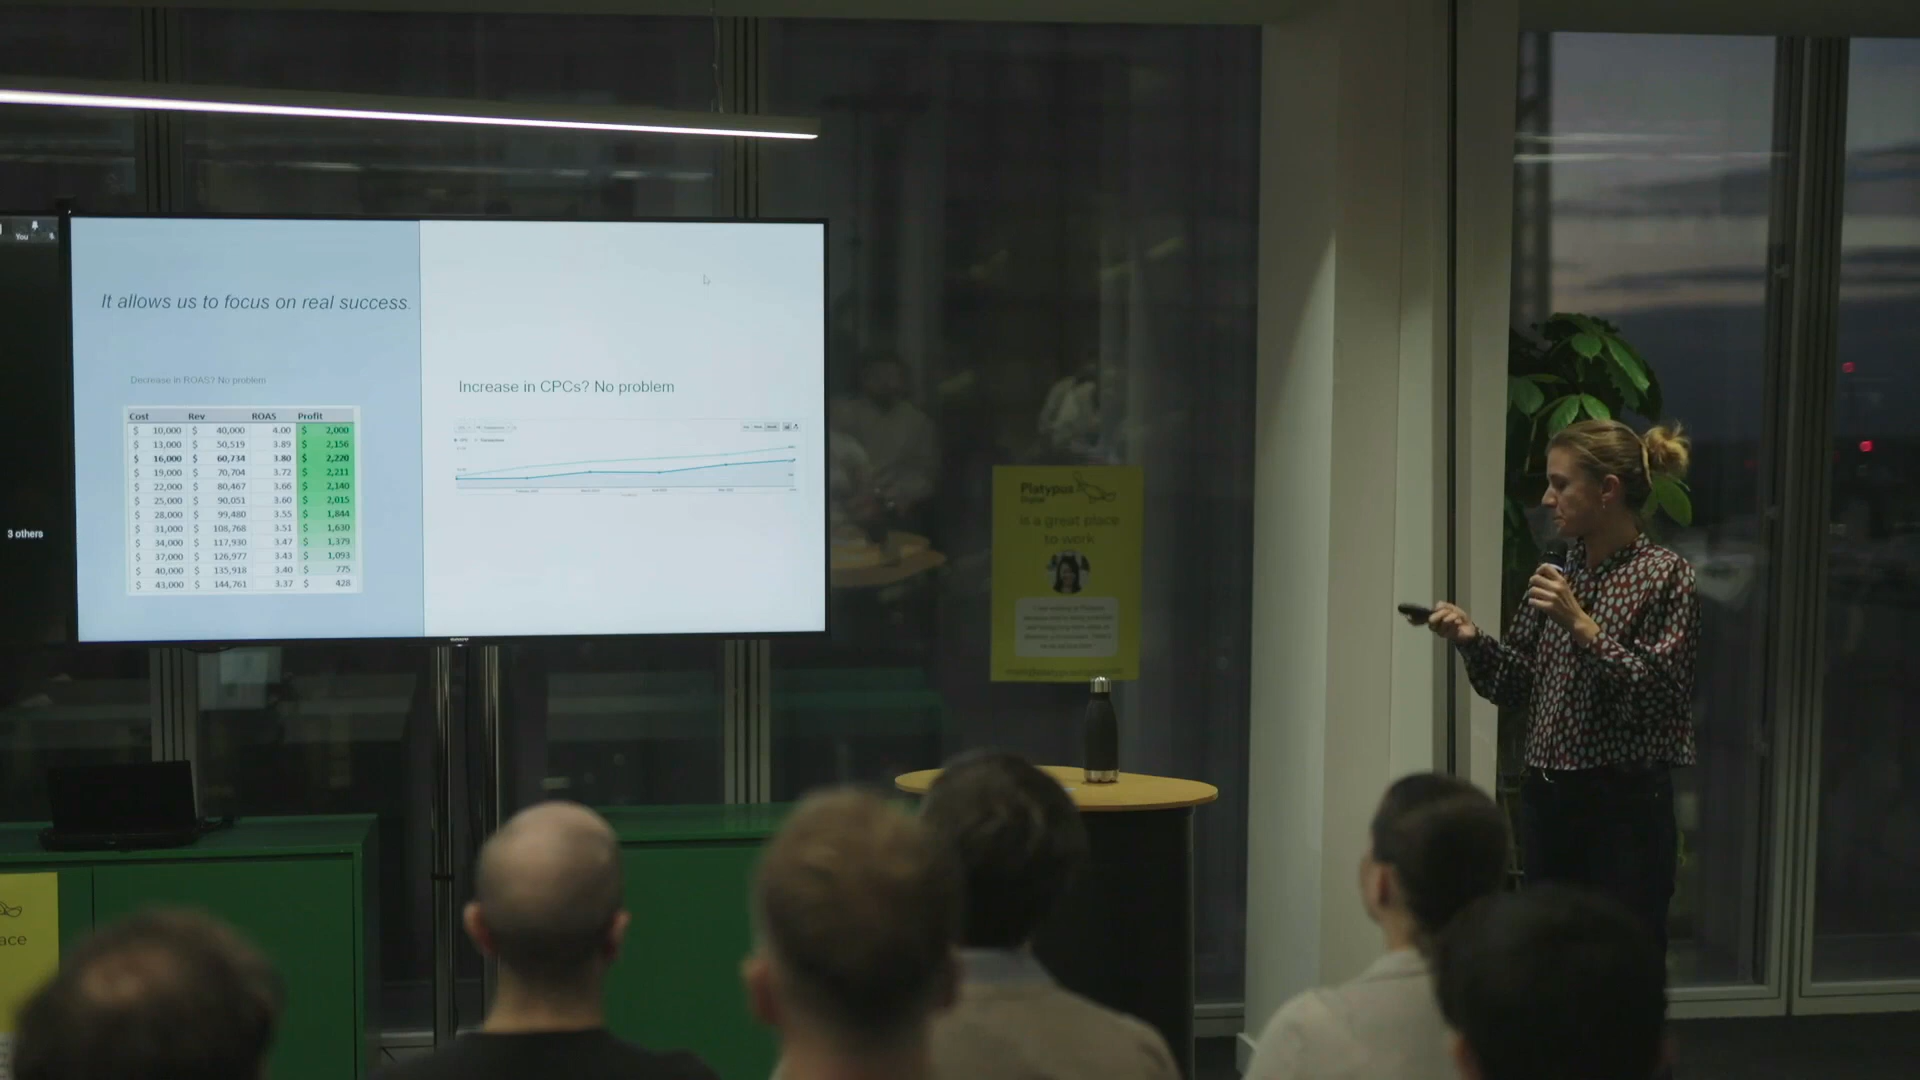 You
3 others
It allows us to focus on real success.
Decrease in ROAS? No problem
Cost Rev ROAS Profit
$ 10,000 $ 40,000 4.00 $ 2,000
$ 13,000 $ 50,519 3.89 $ 2,156
$ 16,000 $ 60,734 3.80 $ 2,220
$ 19,000 $ 70,704 3.72 $ 2,211
$ 22,000 $ 80,467 3.66 $ 2,140
$ 25,000 $ 90,051 3.60 $ 2,015
$ 28,000 $ 99,480 3.55 $ 1,844
$ 31,000 $ 108,768 3.51 $ 1,630
$ 34,000 $ 117,930 3.47 $ 1,379
$ 37,000 $ 126,977 3.43 $ 1,093
$ 40,000 $ 135,918 3.40 $ 775
$ 43,000 $ 144,761 3.37 $ 428
Increase in CPCs? No problem
Platypus
Digital
is a great place
to work
ace